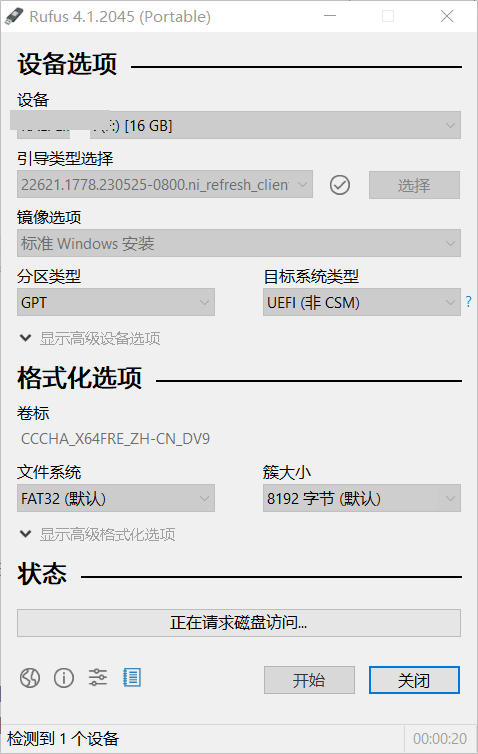 Rufus 4.1.2045 (Portable)
设备选项
设备
(F:) [16 GB]
引导类型选择
22621.1778.230525-0800.ni_refresh_clien
选择
镜像选项
标准 Windows 安装
分区类型
目标系统类型
GPT
UEFI (非 CSM)
?
显示高级设备选项
格式化选项
卷标
CCCHA_X64FRE_ZH-CN_DV9
文件系统
簇大小
FAT32 (默认)
8192 字节 (默认)
显示高级格式化选项
状态
正在请求磁盘访问...
开始
关闭
检测到 1 个设备
00:00:20